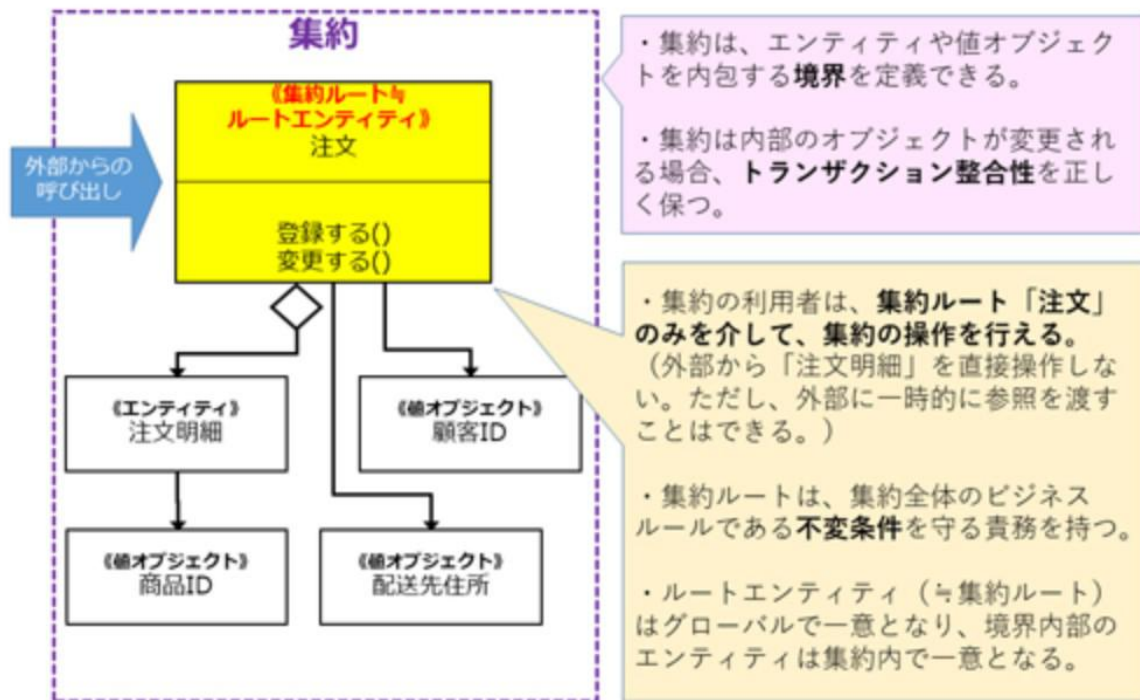 集約
《集約ルート≒
ルートエンティティ》
注文
外部からの
呼び出し
登録する()
変更する()
《エンティティ》
注文明細
《値オブジェクト》
顧客ID
《値オブジェクト》
商品ID
《値オブジェクト》
配送先住所
・集約は、エンティティや値オブジェク
トを内包する境界を定義できる。
・集約は内部のオブジェクトが変更され
る場合、トランザクション整合性を正し
く保つ。
・集約の利用者は、集約ルート「注文」
のみを介して、集約の操作を行える。
（外部から「注文明細」を直接操作しな
い。ただし、外部に一時的に参照を渡す
ことはできる。）
・集約ルートは、集約全体のビジネス
ルールである不変条件を守る責務を持つ。
・ルートエンティティ（≒集約ルート）
はグローバルで一意となり、境界内部の
エンティティは集約内で一意となる。